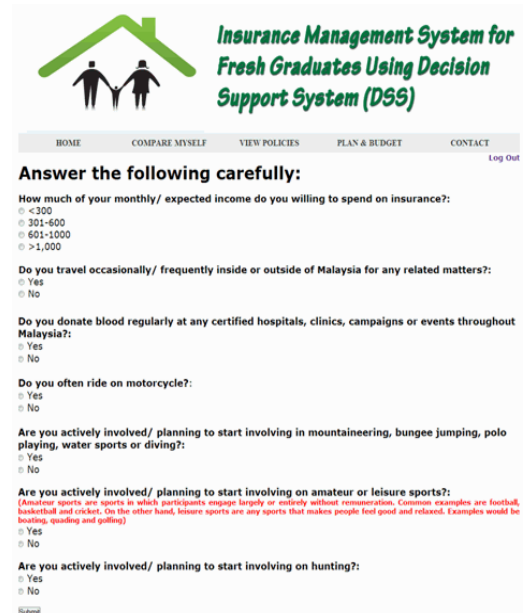 Insurance Management System for
Fresh Graduates Using Decision
Support System (DSS)
HOME COMPARE MYSELF VIEW POLICIES PLAN & BUDGET CONTACT
Log Out
Answer the following carefully:
How much of your monthly/ expected income do you willing to spend on insurance?:
<300
301-600
601-1000
>1,000
Do you travel occasionally/ frequently inside or outside of Malaysia for any related matters?:
Yes
No
Do you donate blood regularly at any certified hospitals, clinics, campaigns or events throughout
Malaysia?:
Yes
No
Do you often ride on motorcycle?:
Yes
No
Are you actively involved/ planning to start involving in mountaineering, bungee jumping, polo
playing, water sports or diving?:
Yes
No
Are you actively involved/ planning to start involving on amateur or leisure sports?:
(Amateur sports are sports in which participants engage largely or entirely without remuneration. Common examples are football,
basketball and cricket. On the other hand, leisure sports are any sports that makes people feel good and relaxed. Examples would be
boating, quading and golfing)
Yes
No
Are you actively involved/ planning to start involving on hunting?:
Yes
No
Submit